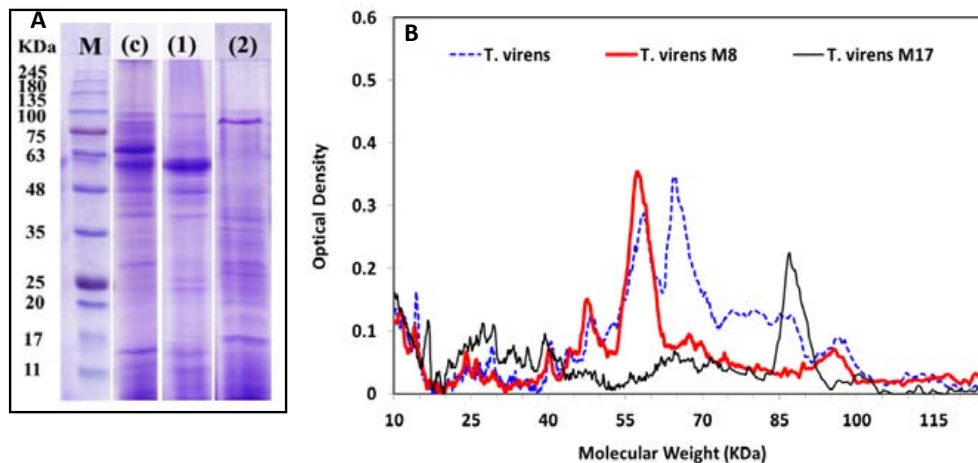 A
KDa M (c) (1) (2)
245
180
135
100
75
63
48
35
25
20
17
11
B
T. virens T. virens M8 T. virens M17
Optical Density
0.6
0.5
0.4
0.3
0.2
0.1
0
10 25 40 55 70 85 100 115
Molecular Weight (KDa)